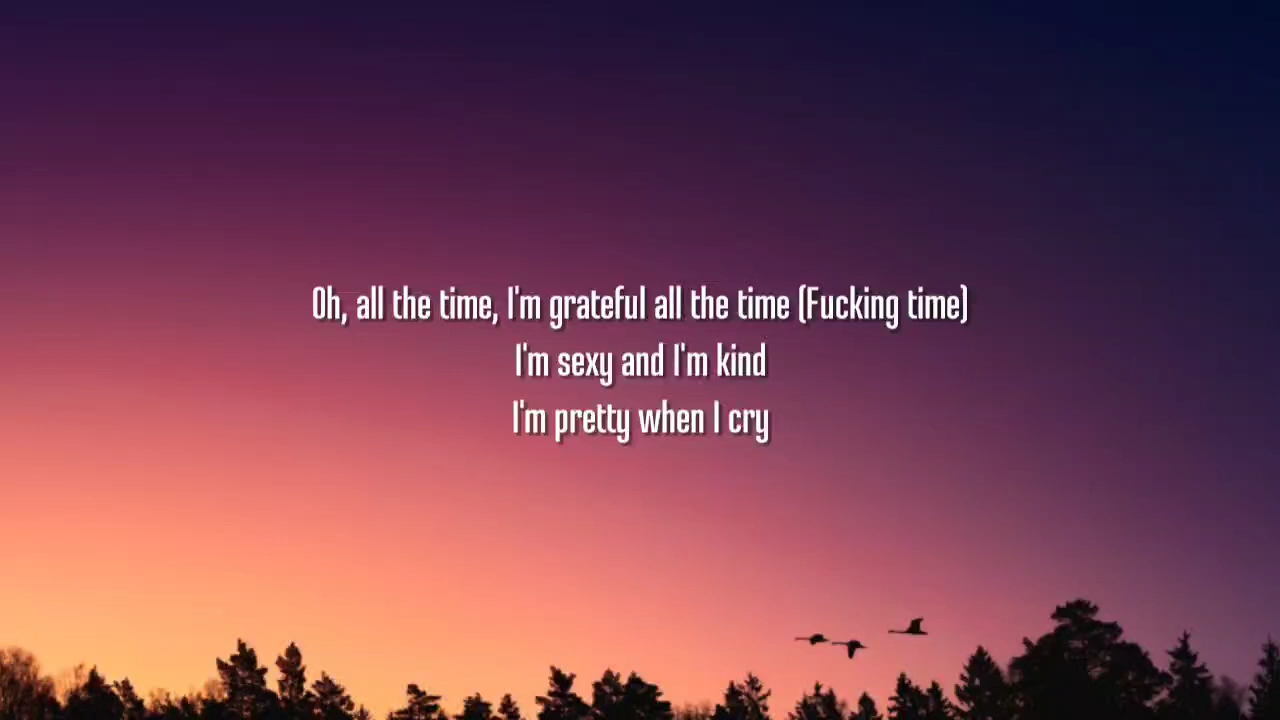 Oh, all the time, I'm grateful all the time (Fucking time)
I'm sexy and I'm kind
I'm pretty when I cry